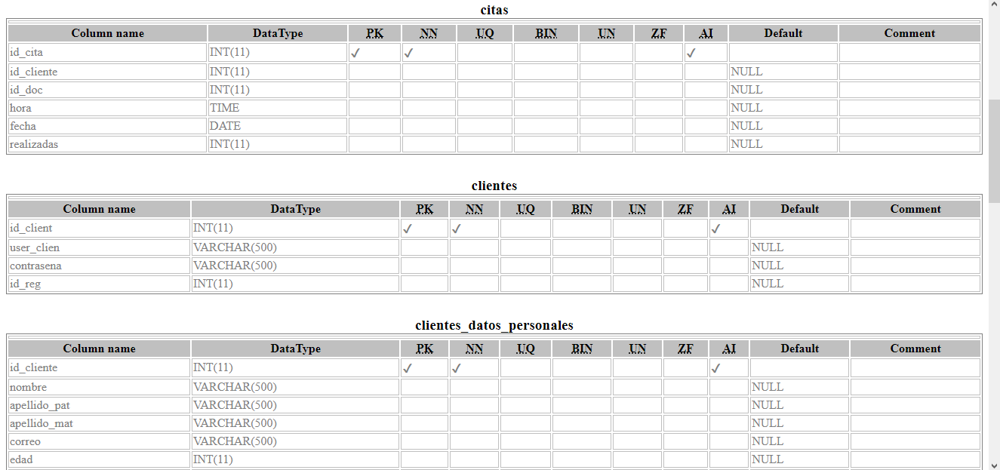 citas
Column name DataType PK NN UQ BIN UN ZF AI Default Comment
id_cita INT(11) ✓ ✓ ✓
id_cliente INT(11) NULL
id_doc INT(11) NULL
hora TIME NULL
fecha DATE NULL
realizadas INT(11) NULL
clientes
Column name DataType PK NN UQ BIN UN ZF AI Default Comment
id_client INT(11) ✓ ✓ ✓
user_clien VARCHAR(500) NULL
contrasena VARCHAR(500) NULL
id_reg INT(11) NULL
clientes_datos_personales
Column name DataType PK NN UQ BIN UN ZF AI Default Comment
id_cliente INT(11) ✓ ✓ ✓
nombre VARCHAR(500) NULL
apellido_pat VARCHAR(500) NULL
apellido_mat VARCHAR(500) NULL
correo VARCHAR(500) NULL
edad INT(11) NULL